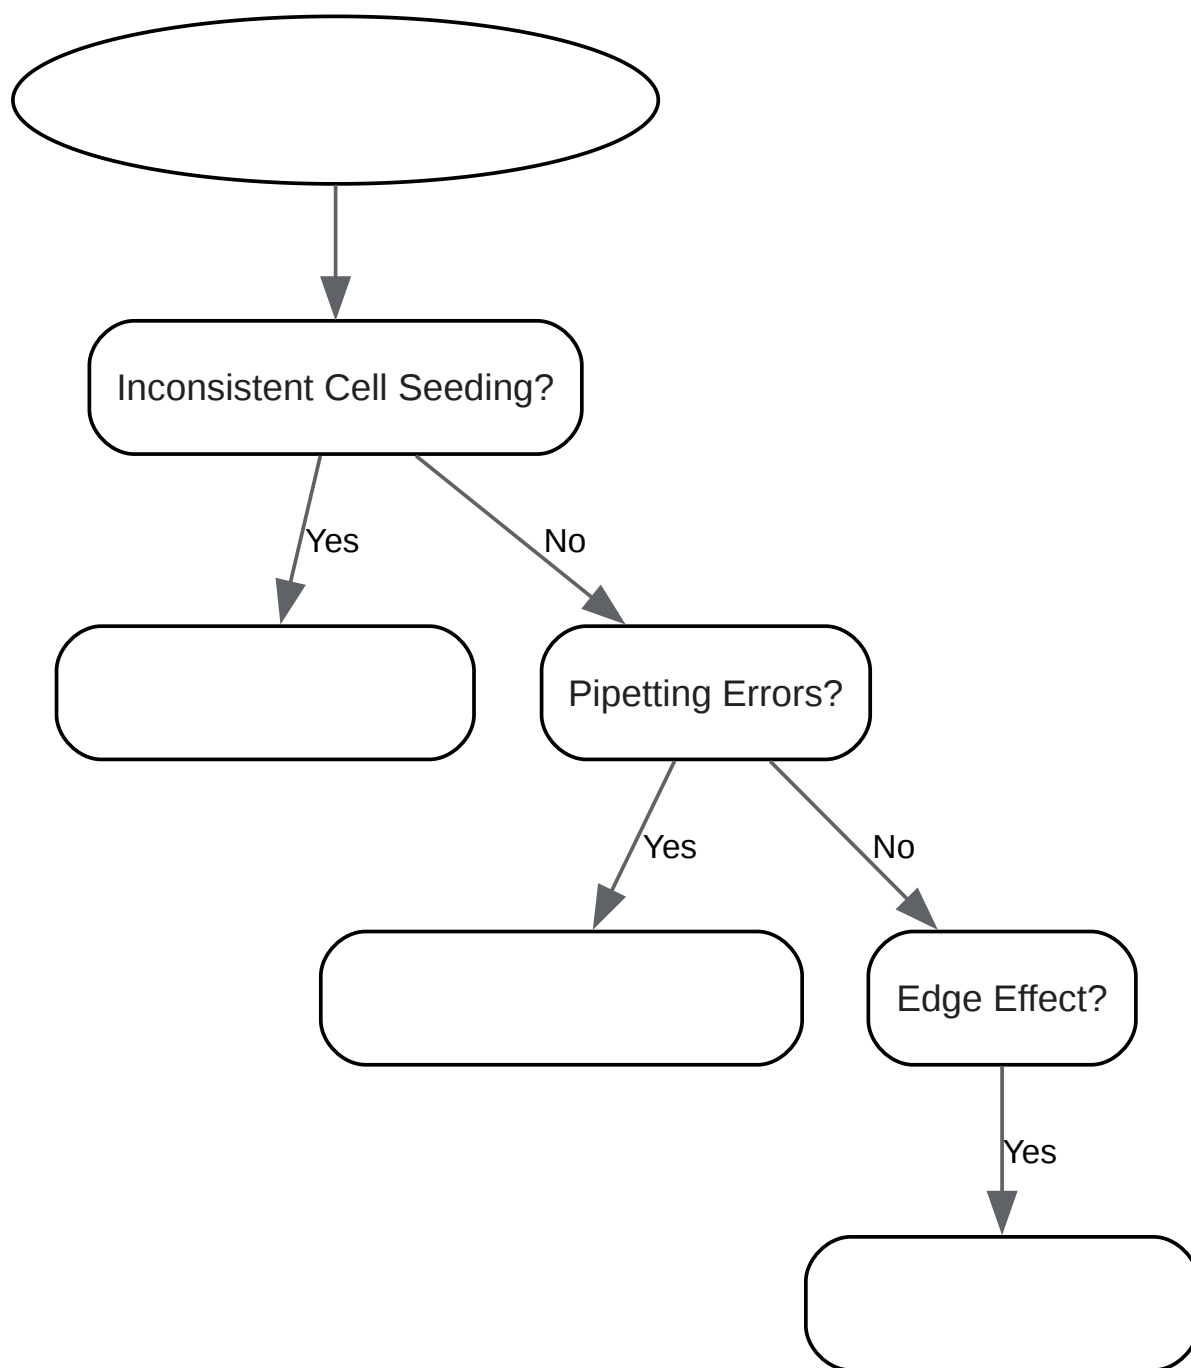 Inconsistent Cell Seeding?
Yes
No
Pipetting Errors?
Yes
No
Edge Effect?
Yes